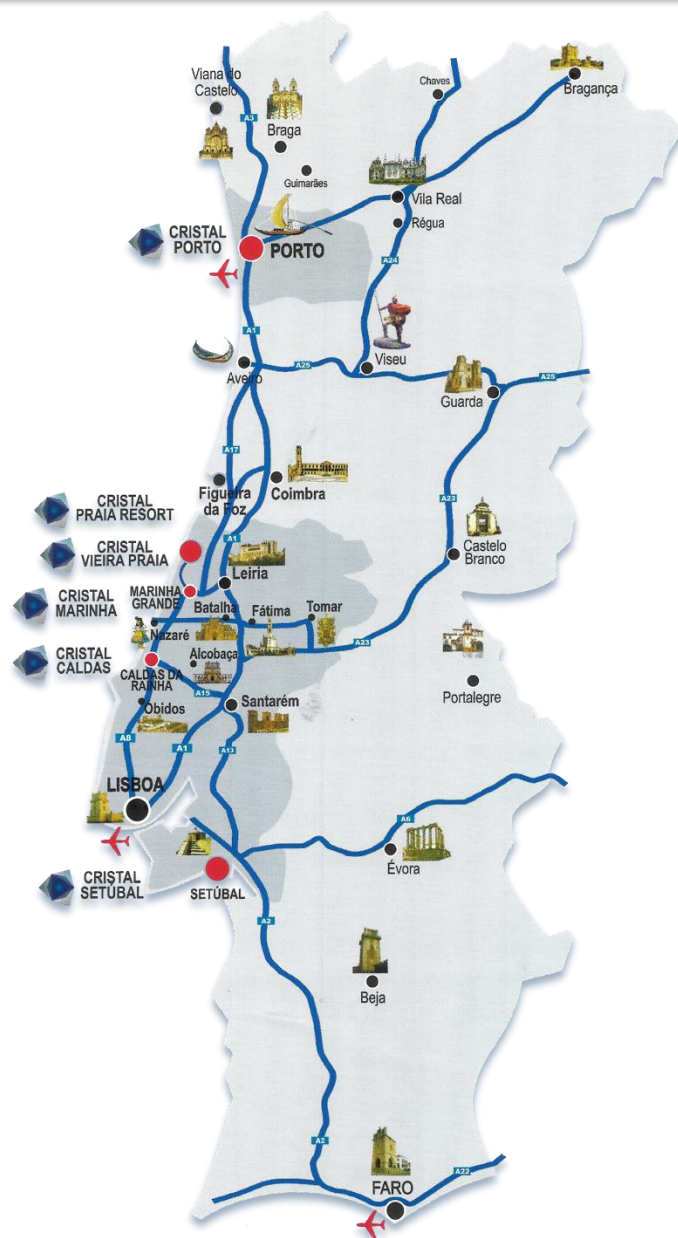 Viana do
Castelo
A3
Braga
Guimarães
Chaves
Bragança
Vila Real
Régua
CRISTAL
PORTO
PORTO
A24
A1
Viseu
Aveiro
A25
Guarda
A25
A17
Figueira
da Foz
Coimbra
A23
CRISTAL
PRAIA RESORT
CRISTAL
VIEIRA PRAIA
A1
Leiria
Castelo
Branco
CRISTAL
MARINHA
MARINHA
GRANDE
Batalha
Fátima
Tomar
Nazaré
A23
CRISTAL
CALDAS
Alcobaça
CALDAS DA
RAINHA
A15
Portalegre
Óbidos
Santarém
A8
A1
A13
LISBOA
A6
Évora
CRISTAL
SETÚBAL
SETÚBAL
A2
Beja
A2
FARO
A22